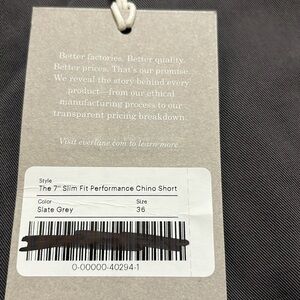 Better factories. Better quality.
Better prices. That's our promise.
We reveal the story behind every
product—from our ethical
manufacturing process to our
transparent pricing breakdown.
Visit everlane.com to learn more.
Style
The 7" Slim Fit Performance Chino Short
Color
Size
Slate Grey
36
0-00000-40294-1